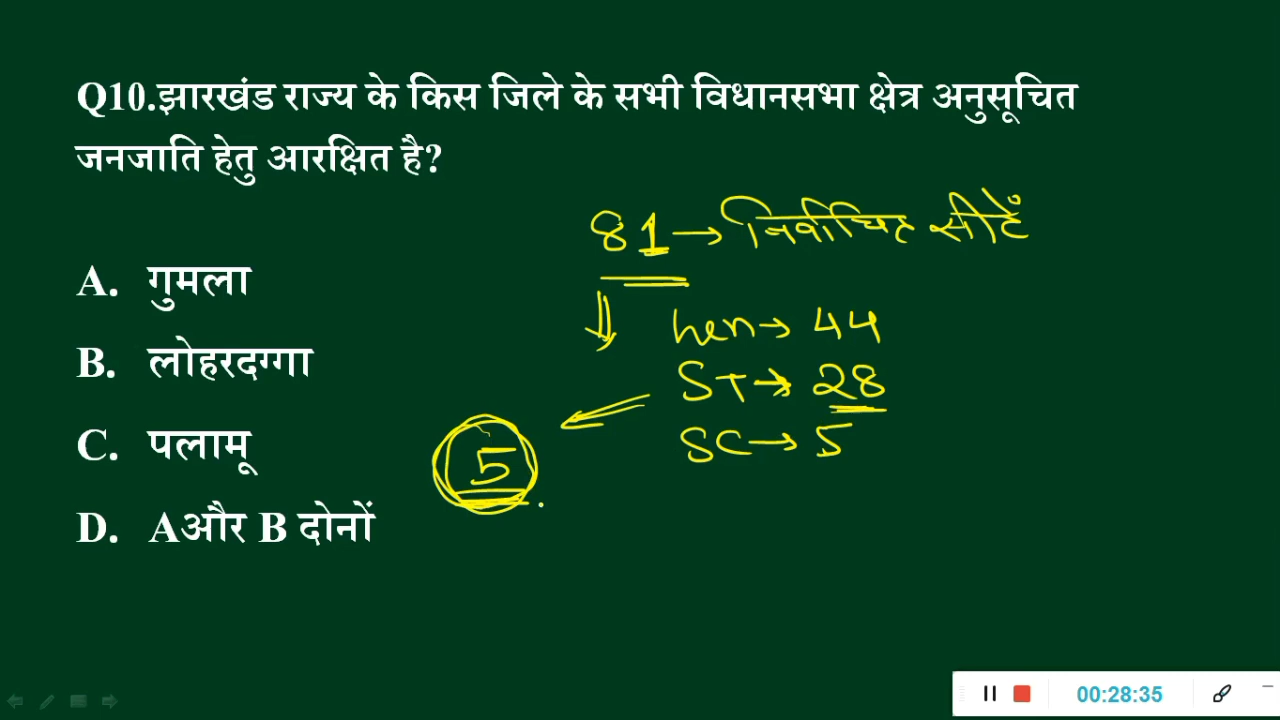 Q10.झारखंड राज्य के किस जिले के सभी विधानसभा क्षेत्र अनुसूचित
जनजाति हेतु आरक्षित है?
81→ निर्वाचित सीटें
A. गुमला
Gen→ 44
B. लोहरदग्गा
ST→ 28
SC→ 5
C. पलामू
5
D. Aऔर B दोनों
00:28:35